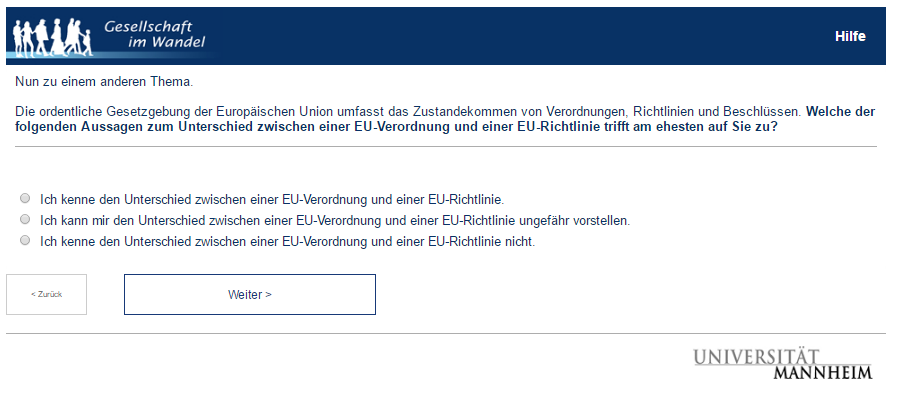 Gesellschaft
im Wandel
Hilfe
Nun zu einem anderen Thema.
Die ordentliche Gesetzgebung der Europäischen Union umfasst das Zustandekommen von Verordnungen, Richtlinien und Beschlüssen. Welche der
folgenden Aussagen zum Unterschied zwischen einer EU-Verordnung und einer EU-Richtlinie trifft am ehesten auf Sie zu?
Ich kenne den Unterschied zwischen einer EU-Verordnung und einer EU-Richtlinie.
Ich kann mir den Unterschied zwischen einer EU-Verordnung und einer EU-Richtlinie ungefähr vorstellen.
Ich kenne den Unterschied zwischen einer EU-Verordnung und einer EU-Richtlinie nicht.
< Zurück
Weiter >
UNIVERSITÄT
MANNHEIM